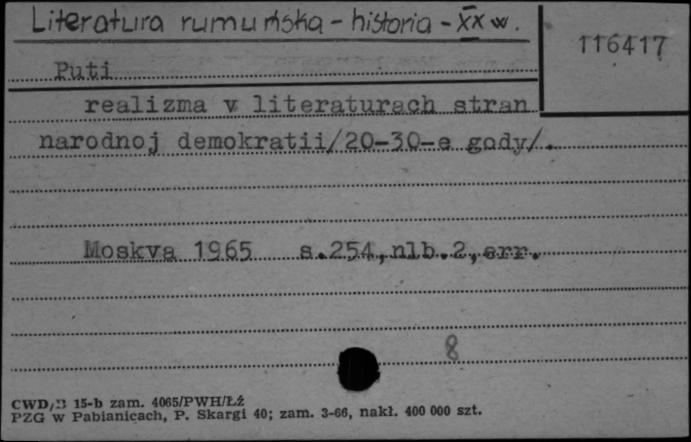 Literatura rumuńska - historia - XX w.
116417
Puti
realizma v literaturach stran
narodnoj demokratii/20-30-e gody/.
Moskva 1965 s.254,nlb.2,err.
8
CWD/B 15-b zam. 4065/PWH/Łź
PZG w Pabianicach, P. Skargi 40; zam. 3-66, nakł. 400 000 szt.